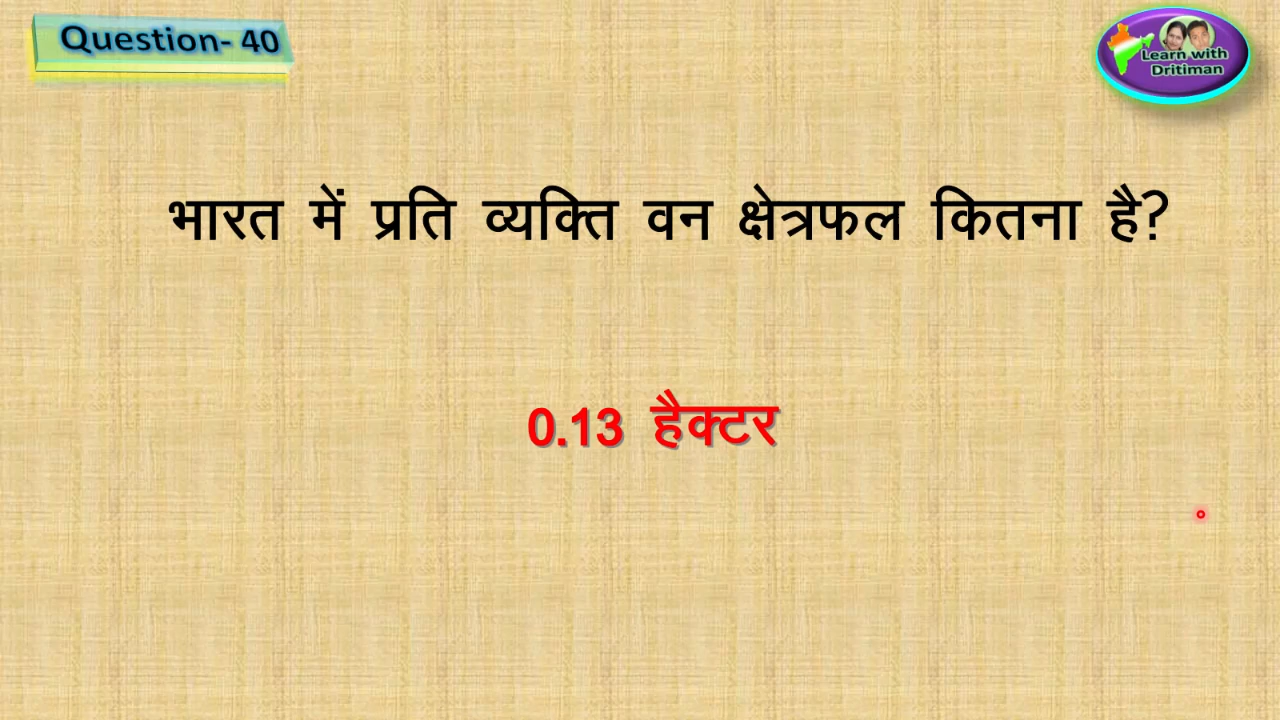 Question- 40
Learn with
Dritiman
भारत में प्रति व्यक्ति वन क्षेत्रफल कितना है?
0.13 हैक्टर